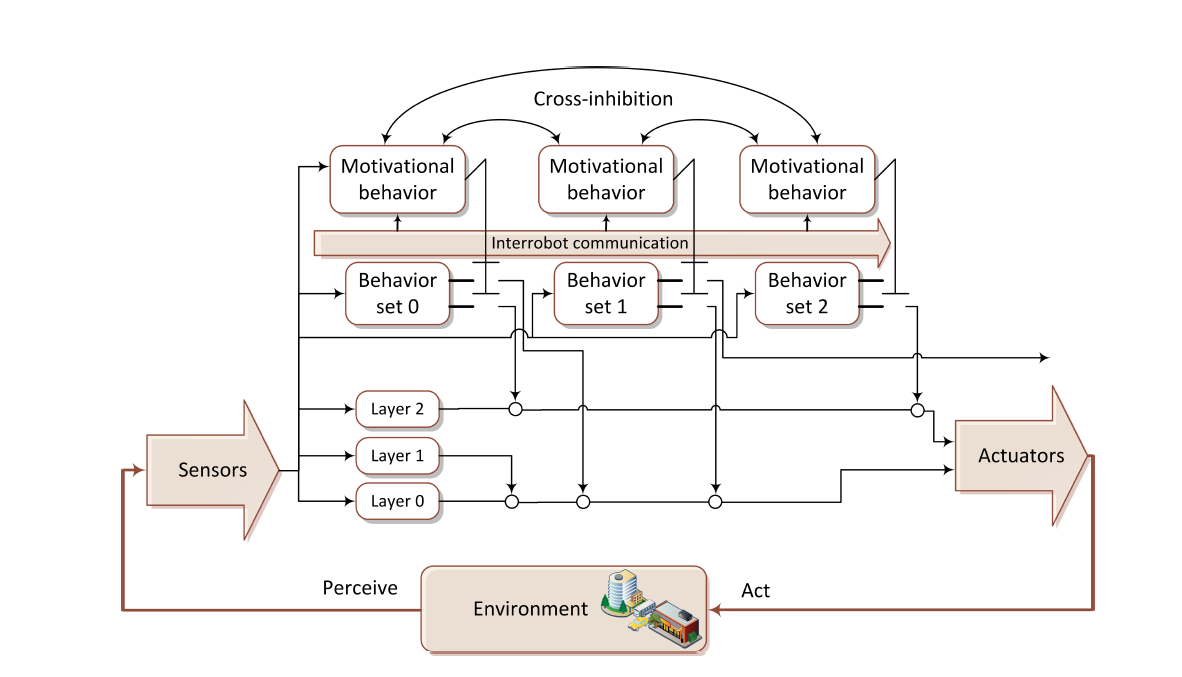 Cross-inhibition
Motivational
behavior
Motivational
behavior
Motivational
behavior
Interrobot communication
Behavior
set 0
Behavior
set 1
Behavior
set 2
Layer 2
Layer 1
Layer 0
Sensors
Actuators
Perceive
Environment
Act